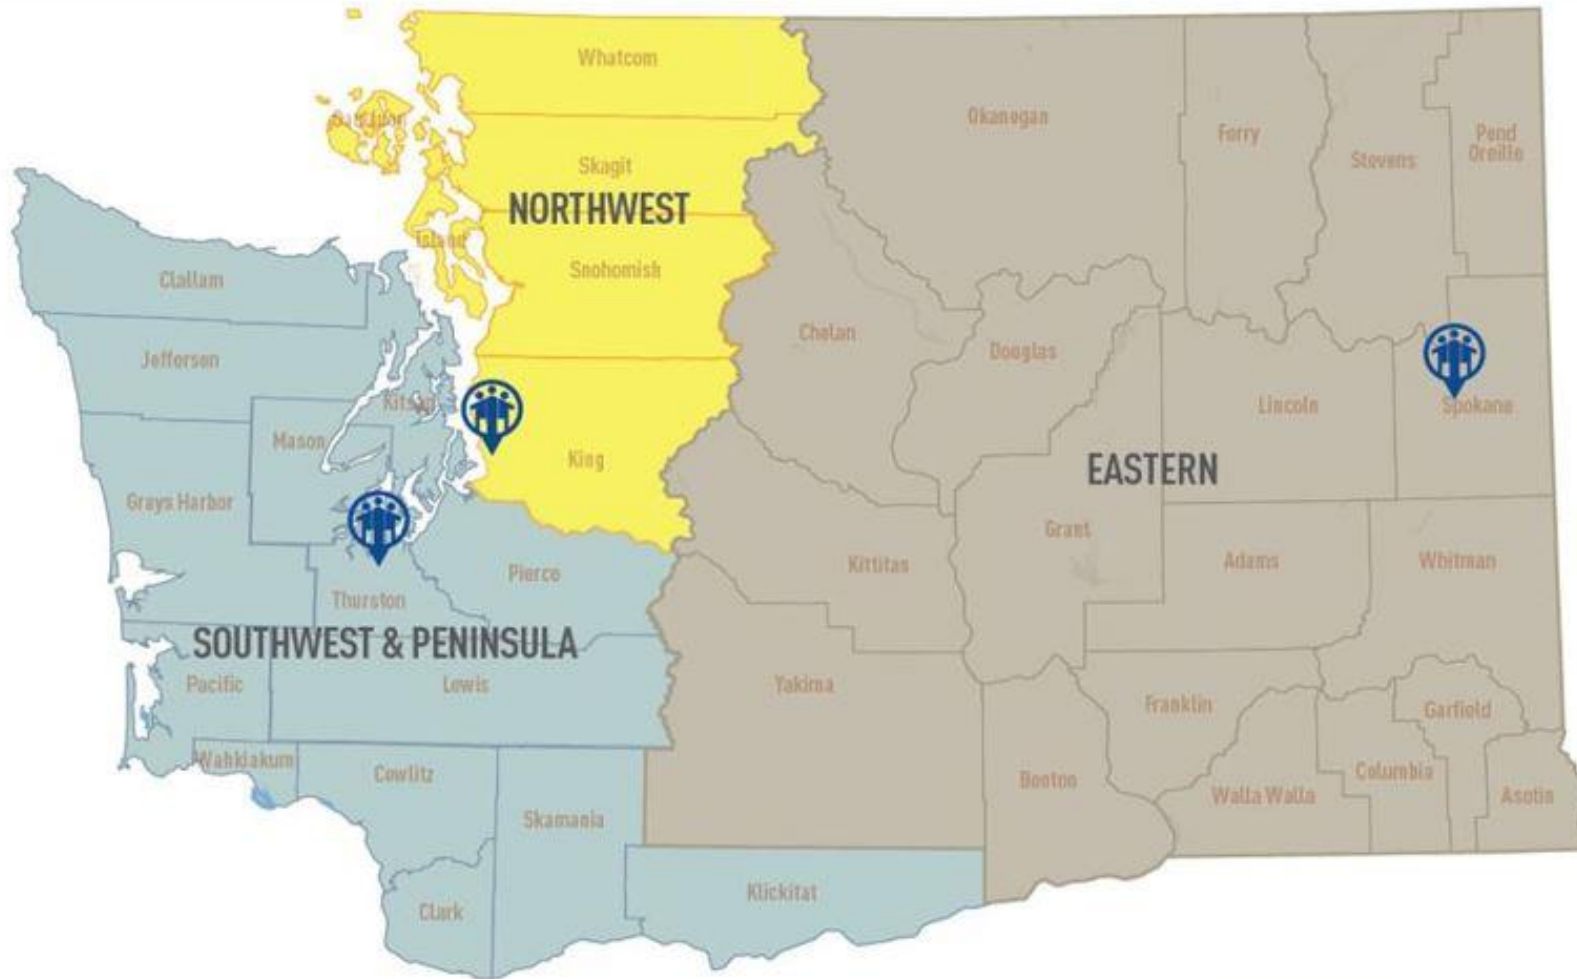 Whatcom
Okanogan
Ferry
Stevens
Pend
Oreille
San Juan
Skagit
NORTHWEST
Island
Snohomish
Clallam
Chelan
Douglas
Jefferson
Kitsap
Lincoln
Spokane
Mason
King
EASTERN
Grays Harbor
Grant
Adams
Whitman
Kittitas
Pierce
Thurston
SOUTHWEST & PENINSULA
Pacific
Lewis
Yakima
Franklin
Garfield
Wahkiakum
Cowlitz
Benton
Walla Walla
Columbia
Asotin
Skamania
Klickitat
Clark